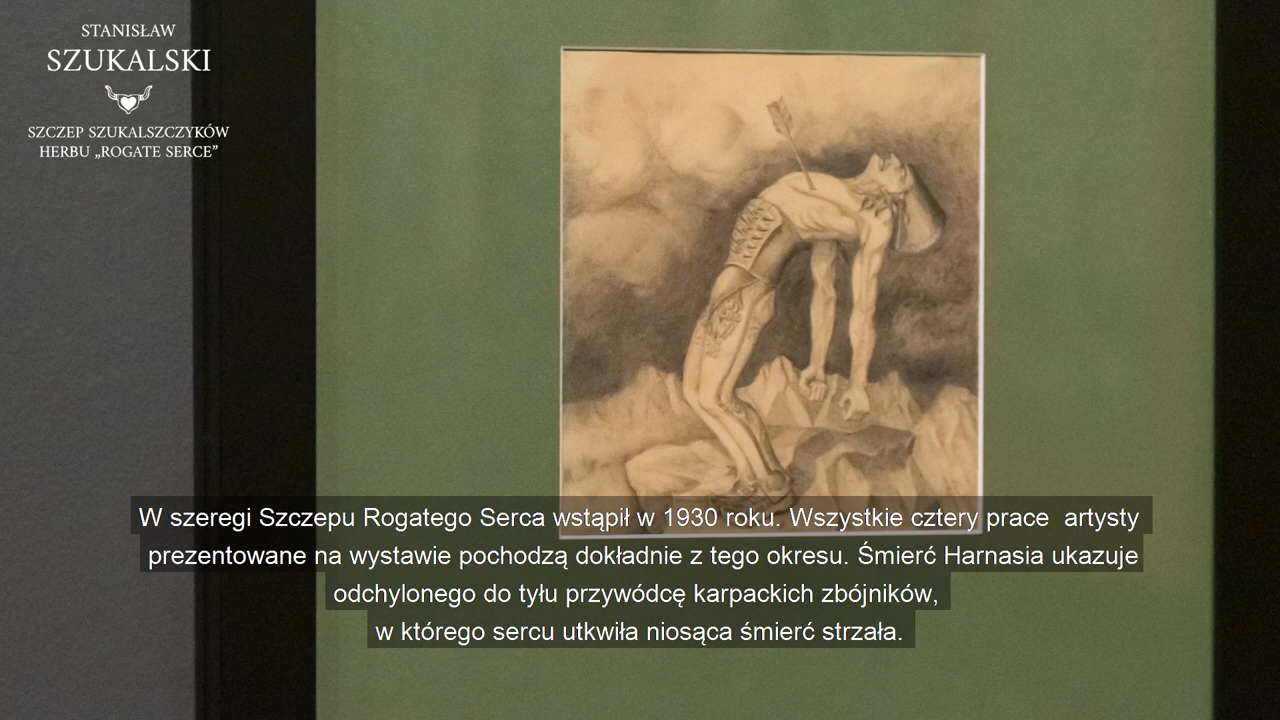 STANISŁAW
SZUKALSKI
SZCZEP SZUKALSZCZYKÓW
HERBU „ROGATE SERCE”
W szeregi Szczepu Rogatego Serca wstąpił w 1930 roku. Wszystkie cztery prace  artysty
prezentowane na wystawie pochodzą dokładnie z tego okresu. Śmierć Harnasia ukazuje
odchylonego do tyłu przywódcę karpackich zbójników,
w którego sercu utkwiła niosąca śmierć strzała.